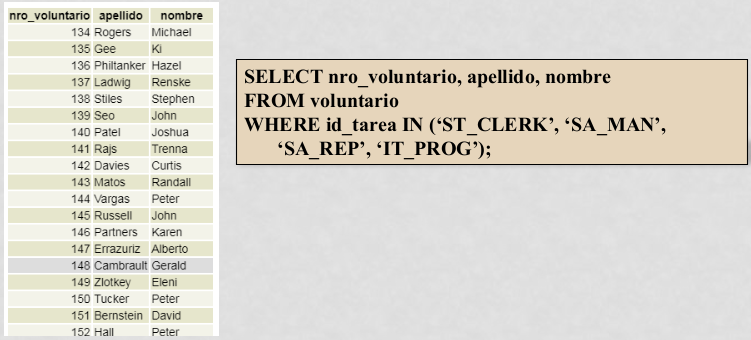 nro_voluntario apellido nombre
134 Rogers Michael
135 Gee Ki
136 Philtanker Hazel
137 Ladwig Renske
138 Stiles Stephen
139 Seo John
140 Patel Joshua
141 Rajs Trenna
142 Davies Curtis
143 Matos Randall
144 Vargas Peter
145 Russell John
146 Partners Karen
147 Errazuriz Alberto
148 Cambrault Gerald
149 Zlotkey Eleni
150 Tucker Peter
151 Bernstein David
152 Hall Peter
SELECT nro_voluntario, apellido, nombre
FROM voluntario
WHERE id_tarea IN (‘ST_CLERK’, ‘SA_MAN’,
‘SA_REP’, ‘IT_PROG’);